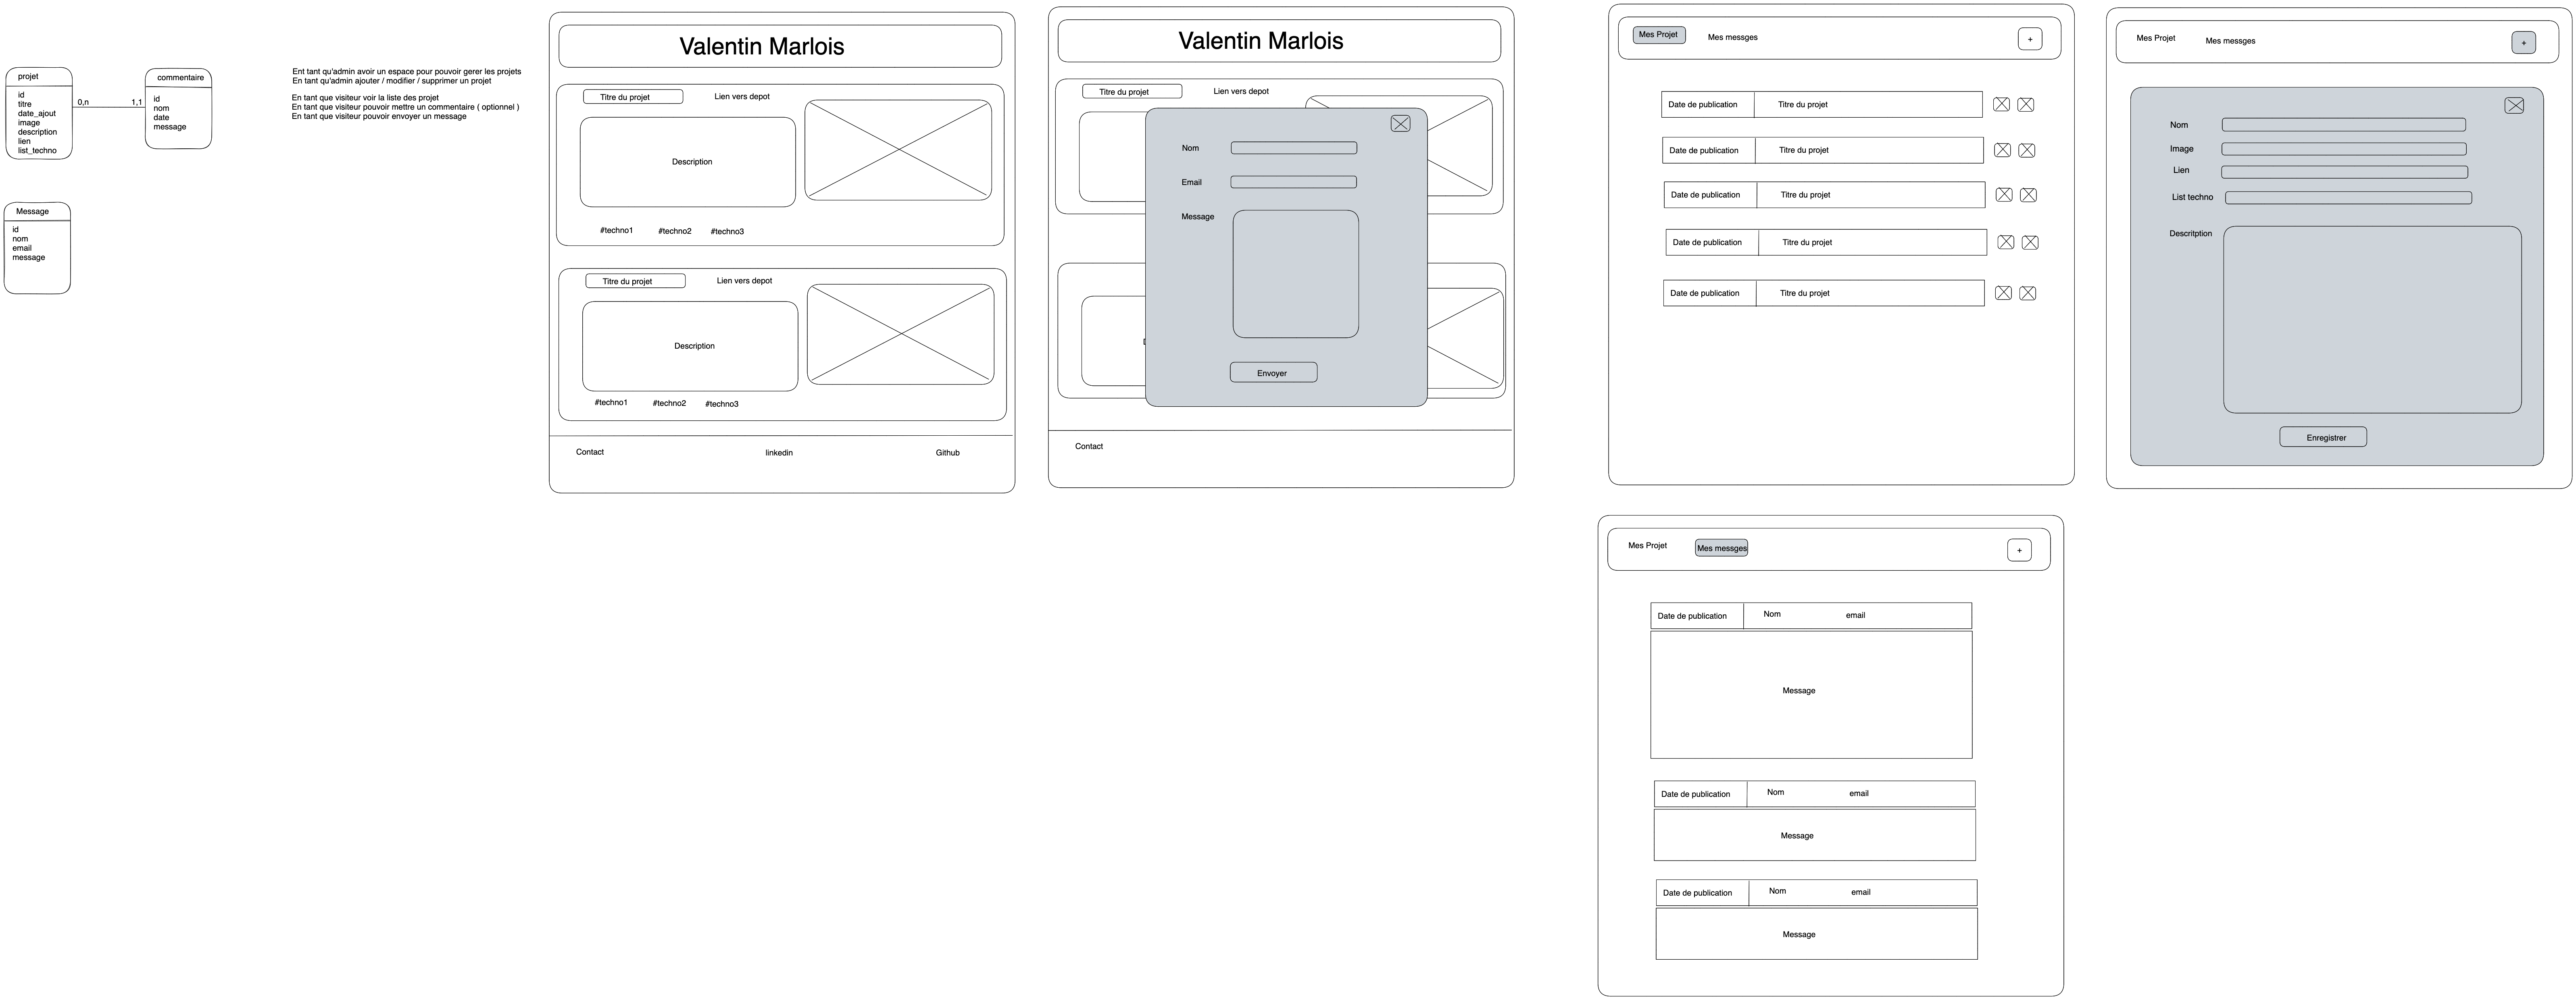 projet
id
titre
date_ajout
image
description
lien
list_techno
0,n
1,1
commentaire
id
nom
date
message
Message
id
nom
email
message
Ent tant qu'admin avoir un espace pour pouvoir gerer les projets
En tant qu'admin ajouter / modifier / supprimer un projet
En tant que visiteur voir la liste des projet
En tant que visiteur pouvoir mettre un commentaire ( optionnel )
En tant que visiteur pouvoir envoyer un message
Valentin Marlois
Titre du projet
Lien vers depot
Description
#techno1
#techno2
#techno3
Titre du projet
Lien vers depot
Description
#techno1
#techno2
#techno3
Contact
linkedin
Github
Valentin Marlois
Titre du projet
Lien vers depot
Nom
Email
Message
Envoyer
Contact
Mes Projet
Mes messges
+
Date de publication
Titre du projet
Date de publication
Titre du projet
Date de publication
Titre du projet
Date de publication
Titre du projet
Date de publication
Titre du projet
Mes Projet
Mes messges
+
Nom
Image
Lien
List techno
Descritption
Enregistrer
Mes Projet
Mes messges
+
Date de publication
Nom
email
Message
Date de publication
Nom
email
Message
Date de publication
Nom
email
Message